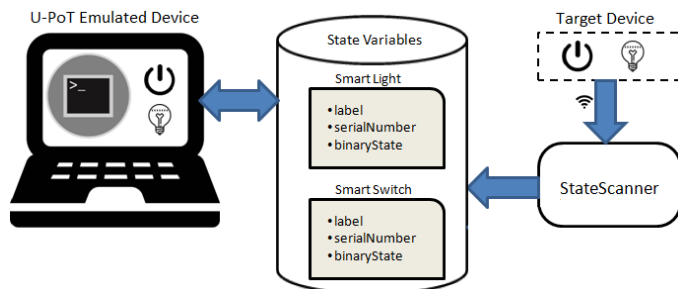 U-PoT Emulated Device
>_
State Variables
Smart Light
•label
•serialNumber
•binaryState
Smart Switch
•label
•serialNumber
•binaryState
Target Device
StateScanner